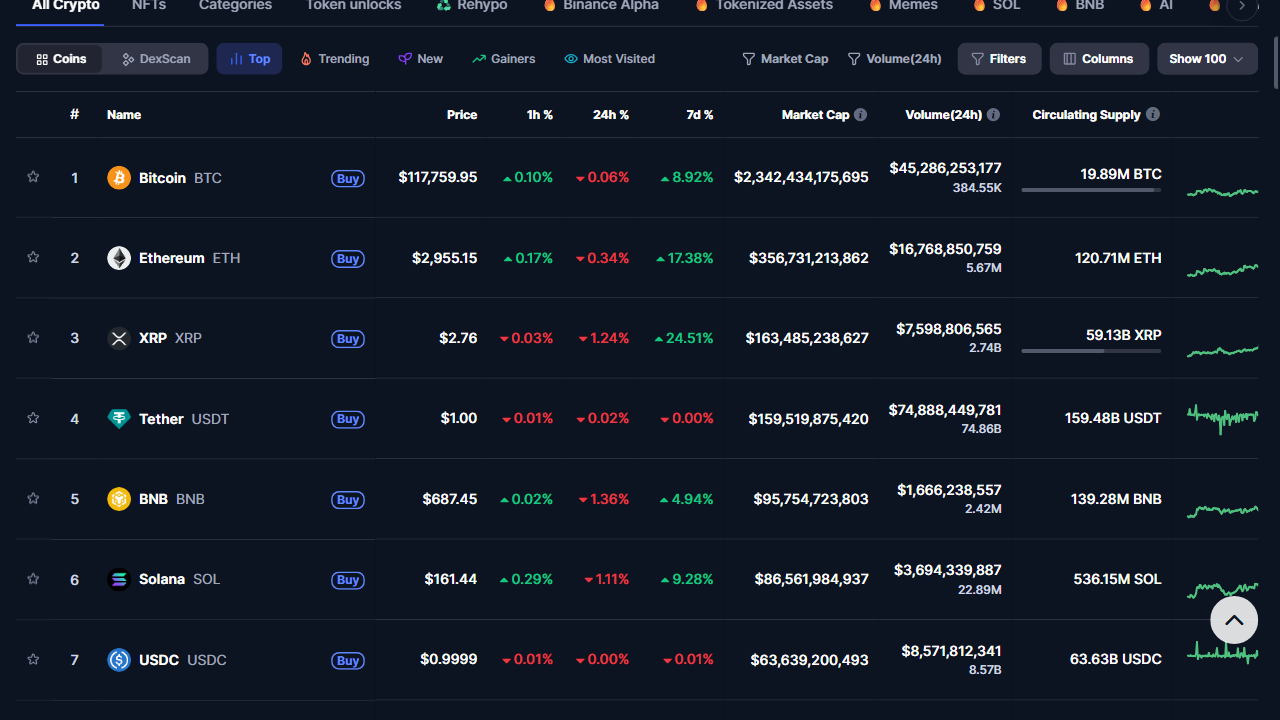 All Crypto NFTs Categories Token unlocks Rehypo Binance Alpha Tokenized Assets Memes SOL BNB AI
Coins DexScan Top Trending New Gainers Most Visited Market Cap Volume(24h) Filters Columns Show 100
# Name Price 1h % 24h % 7d % Market Cap Volume(24h) Circulating Supply
1 Bitcoin BTC Buy $117,759.95 0.10% 0.06% 8.92% $2,342,434,175,695 $45,286,253,177 19.89M BTC
384.55K
2 Ethereum ETH Buy $2,955.15 0.17% 0.34% 17.38% $356,731,213,862 $16,768,850,759 120.71M ETH
5.67M
3 XRP XRP Buy $2.76 0.03% 1.24% 24.51% $163,485,238,627 $7,598,806,565 59.13B XRP
2.74B
4 Tether USDT Buy $1.00 0.01% 0.02% 0.00% $159,519,875,420 $74,888,449,781 159.48B USDT
74.86B
5 BNB BNB Buy $687.45 0.02% 1.36% 4.94% $95,754,723,803 $1,666,238,557 139.28M BNB
2.42M
6 Solana SOL Buy $161.44 0.29% 1.11% 9.28% $86,561,984,937 $3,694,339,887 536.15M SOL
22.89M
7 USDC USDC Buy $0.9999 0.01% 0.00% 0.01% $63,639,200,493 $8,571,812,341 63.63B USDC
8.57B